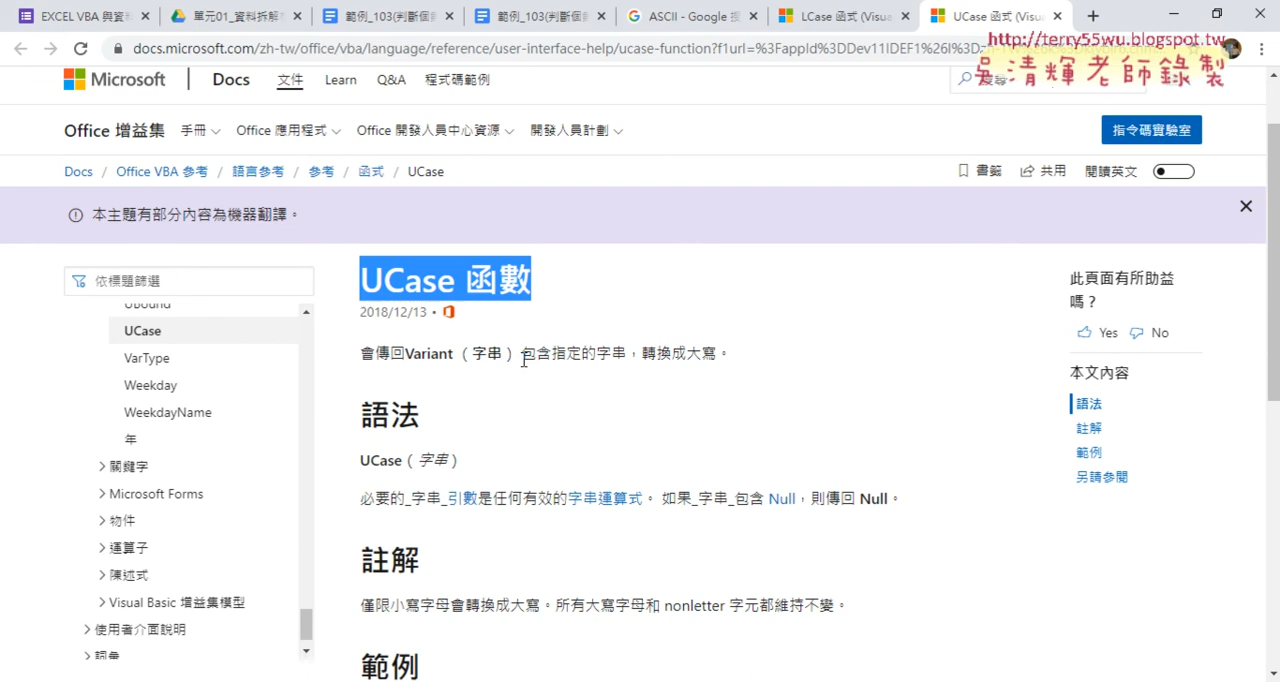 EXCEL VBA 與資
單元01_資料拆解
範例_103(判斷個
範例_103(判斷個
ASCII - Google 搜
LCase 函式 (Visua
UCase 函式 (Visu
docs.microsoft.com/zh-tw/office/vba/language/reference/user-interface-help/ucase-function?f1url=%3FappId%3DDev11IDEF1%26l%3D
http://terry55wu.blogspot.tw
吳清輝老師錄製
Microsoft
Docs
文件
Learn
Q&A
程式碼範例
Office 增益集
手冊
Office 應用程式
Office 開發人員中心資源
開發人員計劃
指令碼實驗室
Docs / Office VBA 參考 / 語言參考 / 參考 / 函式 / UCase
書籤
共用
閱讀英文
本主題有部分內容為機器翻譯。
依標題篩選
UBound
UCase
VarType
Weekday
WeekdayName
年
關鍵字
Microsoft Forms
物件
運算子
陳述式
Visual Basic 增益集模型
使用者介面說明
詞彙
UCase 函數
2018/12/13 •
會傳回Variant （字串） 包含指定的字串，轉換成大寫。
語法
UCase（字串）
必要的_字串_引數是任何有效的字串運算式。 如果_字串_包含 Null，則傳回 Null。
註解
僅限小寫字母會轉換成大寫。所有大寫字母和 nonletter 字元都維持不變。
範例
此頁面有所助益
嗎？
Yes
No
本文內容
語法
註解
範例
另請參閱